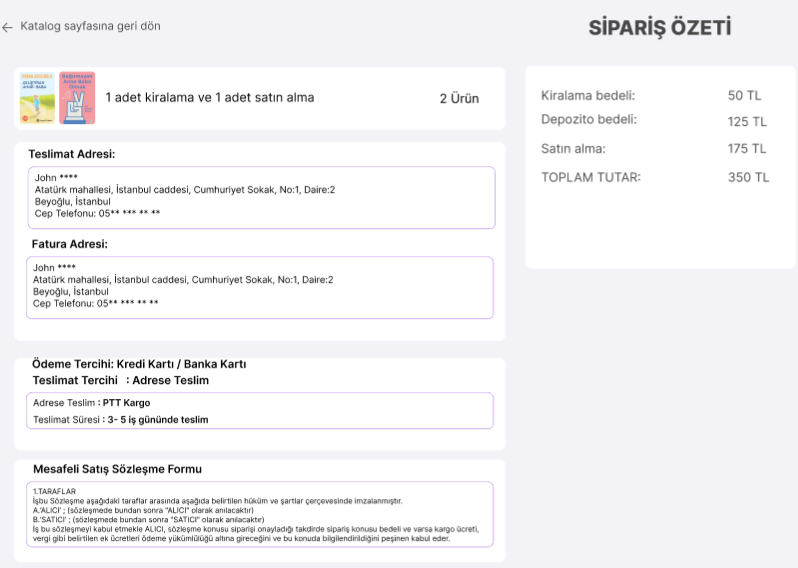 ← Katalog sayfasına geri dön
SİPARİŞ ÖZETİ
1 adet kiralama ve 1 adet satın alma
2 Ürün
Kiralama bedeli: 50 TL
Depozito bedeli: 125 TL
Satın alma: 175 TL
TOPLAM TUTAR: 350 TL
Teslimat Adresi:
John ****
Atatürk mahallesi, İstanbul caddesi, Cumhuriyet Sokak, No:1, Daire:2
Beyoğlu, İstanbul
Cep Telefonu: 05** *** ** **
Fatura Adresi:
John ****
Atatürk mahallesi, İstanbul caddesi, Cumhuriyet Sokak, No:1, Daire:2
Beyoğlu, İstanbul
Cep Telefonu: 05** *** ** **
Ödeme Tercihi: Kredi Kartı / Banka Kartı
Teslimat Tercihi : Adrese Teslim
Adrese Teslim : PTT Kargo
Teslimat Süresi : 3- 5 iş gününde teslim
Mesafeli Satış Sözleşme Formu
1.TARAFLAR
İşbu Sözleşme aşağıdaki taraflar arasında aşağıda belirtilen hüküm ve şartlar çerçevesinde imzalanmıştır.
A.'ALICI' ; (sözleşmede bundan sonra "ALICI" olarak anılacaktır)
B.'SATICI' ; (sözleşmede bundan sonra "SATICI" olarak anılacaktır)
İş bu sözleşmeyi kabul etmekle ALICI, sözleşme konusu siparişi onayladığı takdirde sipariş konusu bedeli ve varsa kargo ücreti,
vergi gibi belirtilen ek ücretleri ödeme yükümlülüğü altına gireceğini ve bu konuda bilgilendirildiğini peşinen kabul eder.